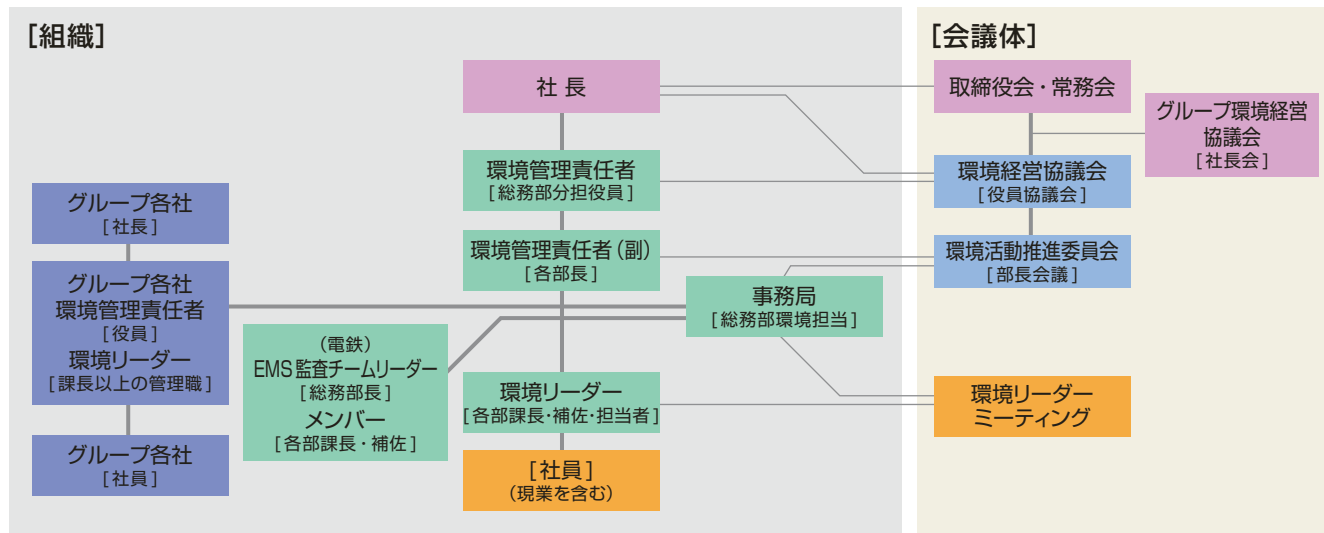 [組織]
社 長
環境管理責任者
[総務部分担役員]
環境管理責任者(副)
[各部長]
事務局
[総務部環境担当]
グループ各社
[社長]
グループ各社
環境管理責任者
[役員]
環境リーダー
[課長以上の管理職]
グループ各社
[社員]
(電鉄)
EMS監査チームリーダー
[総務部長]
メンバー
[各部課長・補佐]
環境リーダー
[各部課長・補佐・担当者]
[社員]
(現業を含む)
[会議体]
取締役会・常務会
グループ環境経営
協議会
[社長会]
環境経営協議会
[役員協議会]
環境活動推進委員会
[部長会議]
環境リーダー
ミーティング